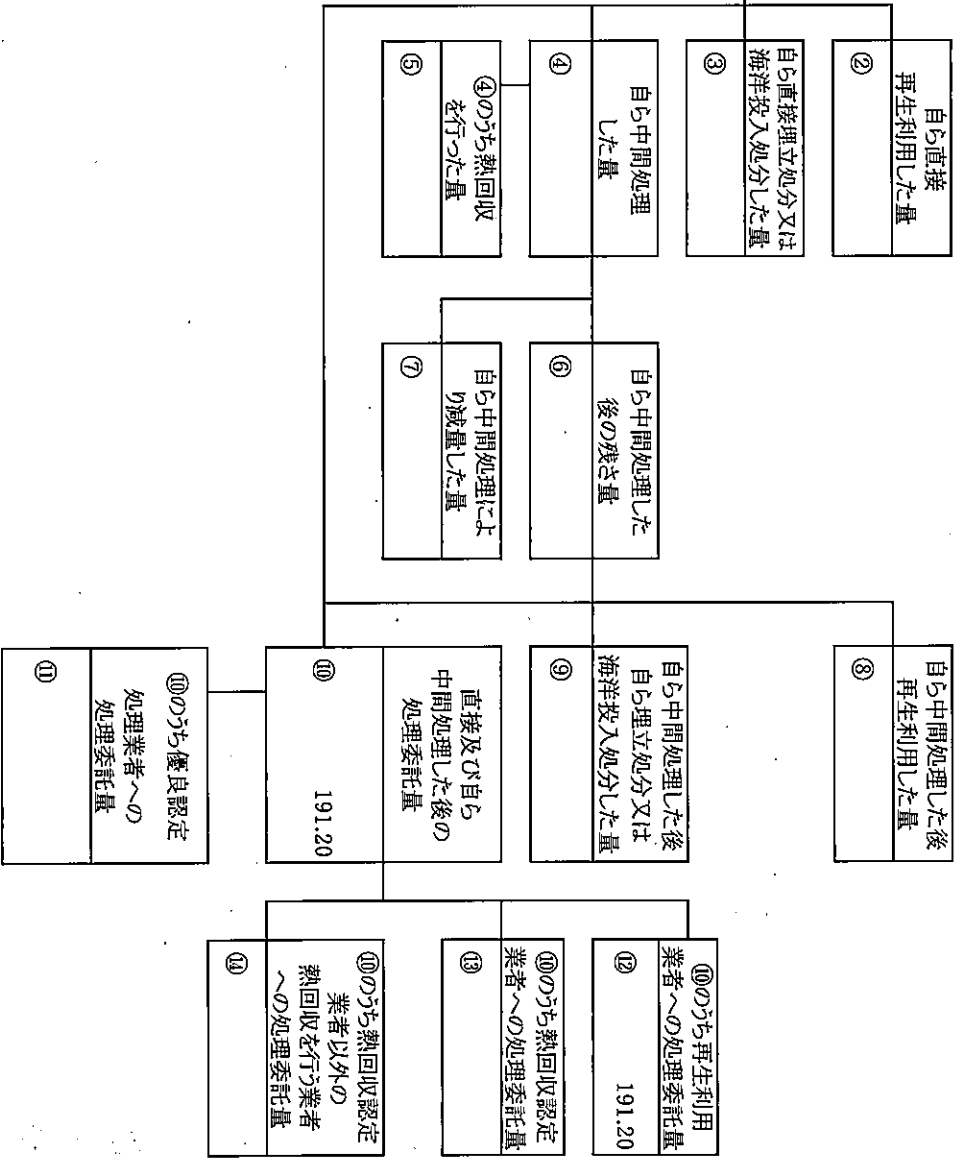 自ら直接
再生利用した量
②
自ら直接埋立処分又は
海洋投入処分した量
③
自ら中間処理
した量
④
④のうち熱回収
を行った量
⑤
自ら中間処理した
後の残さ量
⑥
自ら中間処理によ
り減量した量
⑦
自ら中間処理した後
再生利用した量
⑧
自ら中間処理した後
自ら埋立処分又は
海洋投入処分した量
⑨
直接及び自ら
中間処理した後の
処理委託量
⑩
191.20
⑩のうち優良認定
処理業者への
処理委託量
⑪
⑩のうち再生利用
業者への処理委託量
⑫
191.20
⑩のうち熱回収認定
業者への処理委託量
⑬
⑩のうち熱回収認定
業者以外の
熱回収を行う業者
への処理委託量
⑭